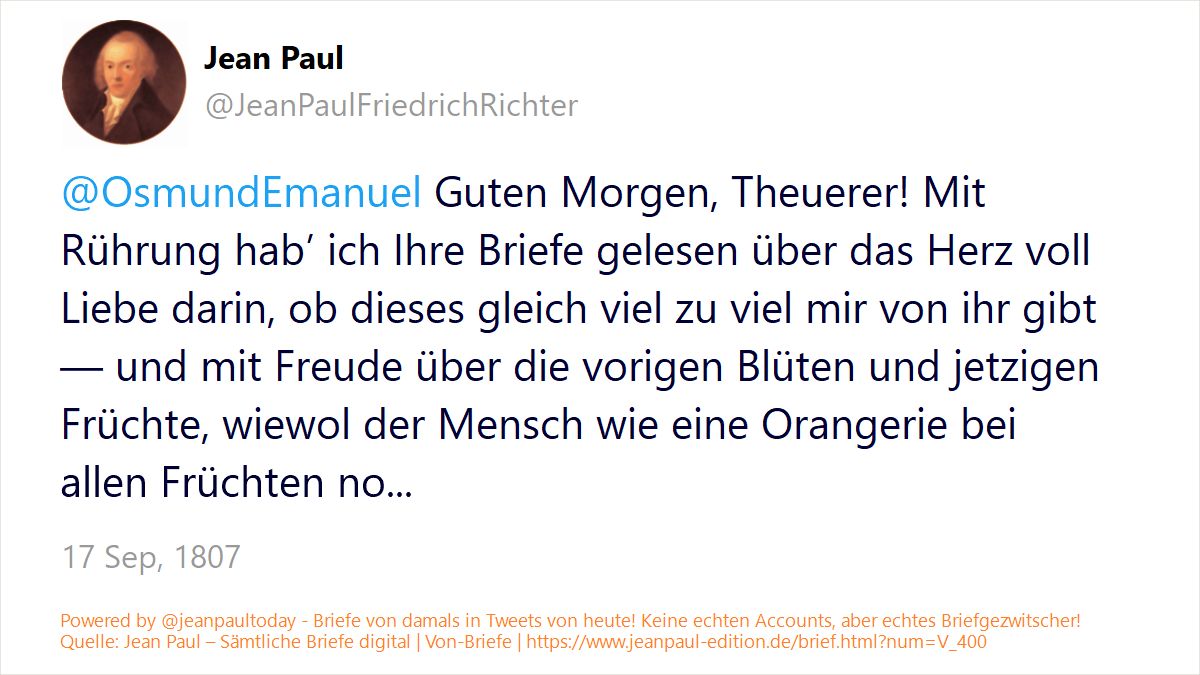 Jean Paul
@JeanPaulFriedrichRichter
@OsmundEmanuel Guten Morgen, Theuerer! Mit
Rührung hab’ ich Ihre Briefe gelesen über das Herz voll
Liebe darin, ob dieses gleich viel zu viel mir von ihr gibt
— und mit Freude über die vorigen Blüten und jetzigen
Früchte, wiewol der Mensch wie eine Orangerie bei
allen Früchten no...
17 Sep, 1807
Powered by @jeanpaultoday - Briefe von damals in Tweets von heute! Keine echten Accounts, aber echtes Briefgezwitscher!
Quelle: Jean Paul – Sämtliche Briefe digital | Von-Briefe | https://www.jeanpaul-edition.de/brief.html?num=V_400